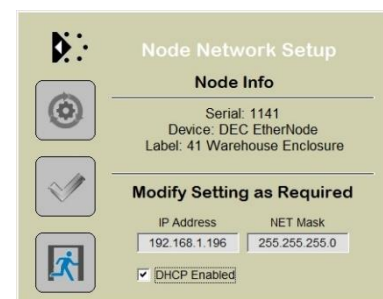 Node Network Setup
Node Info
Serial: 1141
Device: DEC EtherNode
Label: 41 Warehouse Enclosure
Modify Setting as Required
IP Address NET Mask
192.168.1.196 255.255.255.0
DHCP Enabled